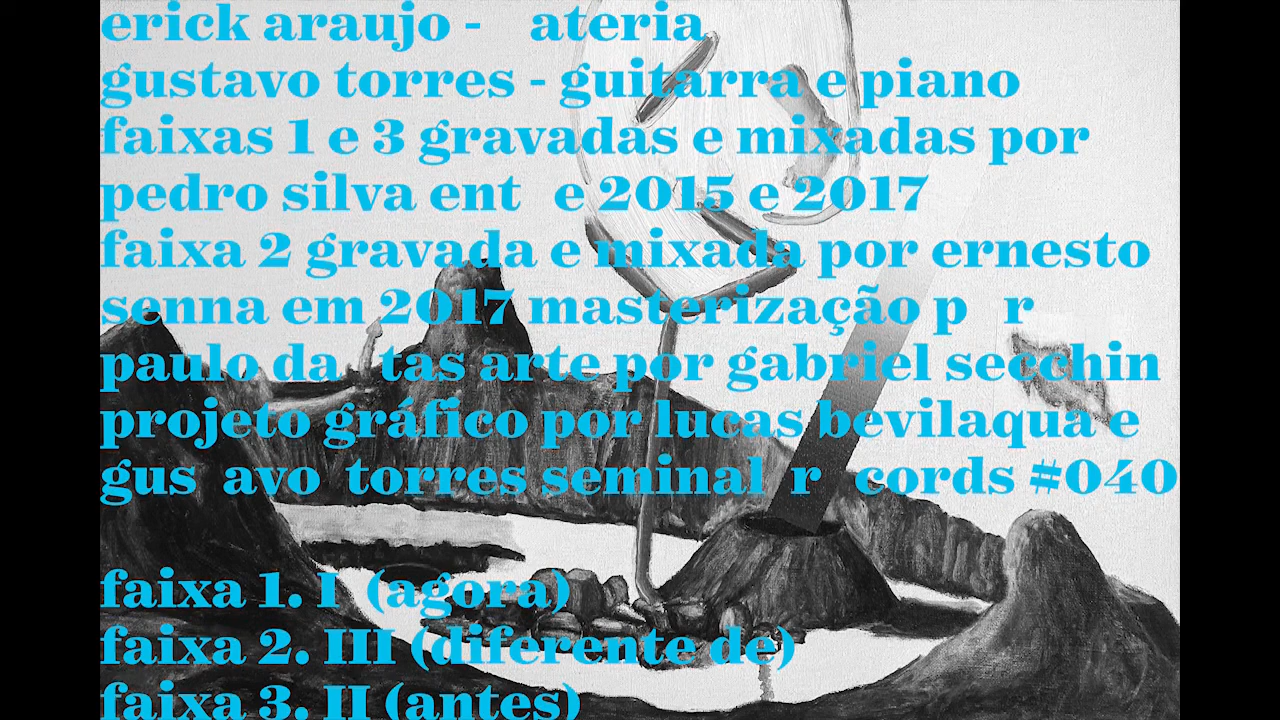 erick araujo - ateria
gustavo torres - guitarra e piano
faixas 1 e 3 gravadas e mixadas por
pedro silva ent e e 2015 e 2017
faixa 2 gravada e mixada por ernesto
senna em 2017 masterização p r
paulo da tas arte por gabriel secchin
projeto gráfico por lucas bevilaqua e
gus avo torres seminal r cords #040
faixa 1. I (agora)
faixa 2. III (diferente de)
faixa 3. II (antes)